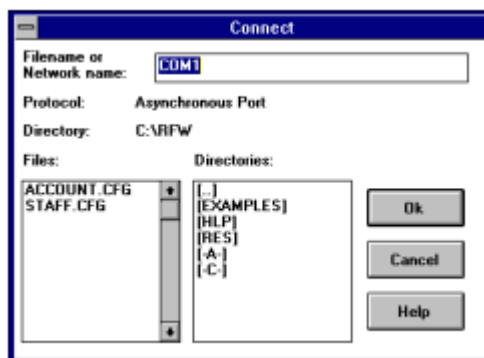 Connect
Filename or
Network name:
COM1
Protocol: Asynchronous Port
Directory: C:\RFW
Files: Directories:
ACCOUNT.CFG
STAFF.CFG
[..]
[EXAMPLES]
[HLP]
[RES]
[-A-]
[-C-]
Ok
Cancel
Help